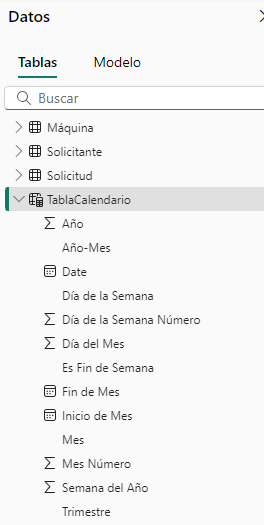 Datos
Tablas Modelo
Buscar
Máquina
Solicitante
Solicitud
TablaCalendario
Año
Año-Mes
Date
Día de la Semana
Día de la Semana Número
Día del Mes
Es Fin de Semana
Fin de Mes
Inicio de Mes
Mes
Mes Número
Semana del Año
Trimestre